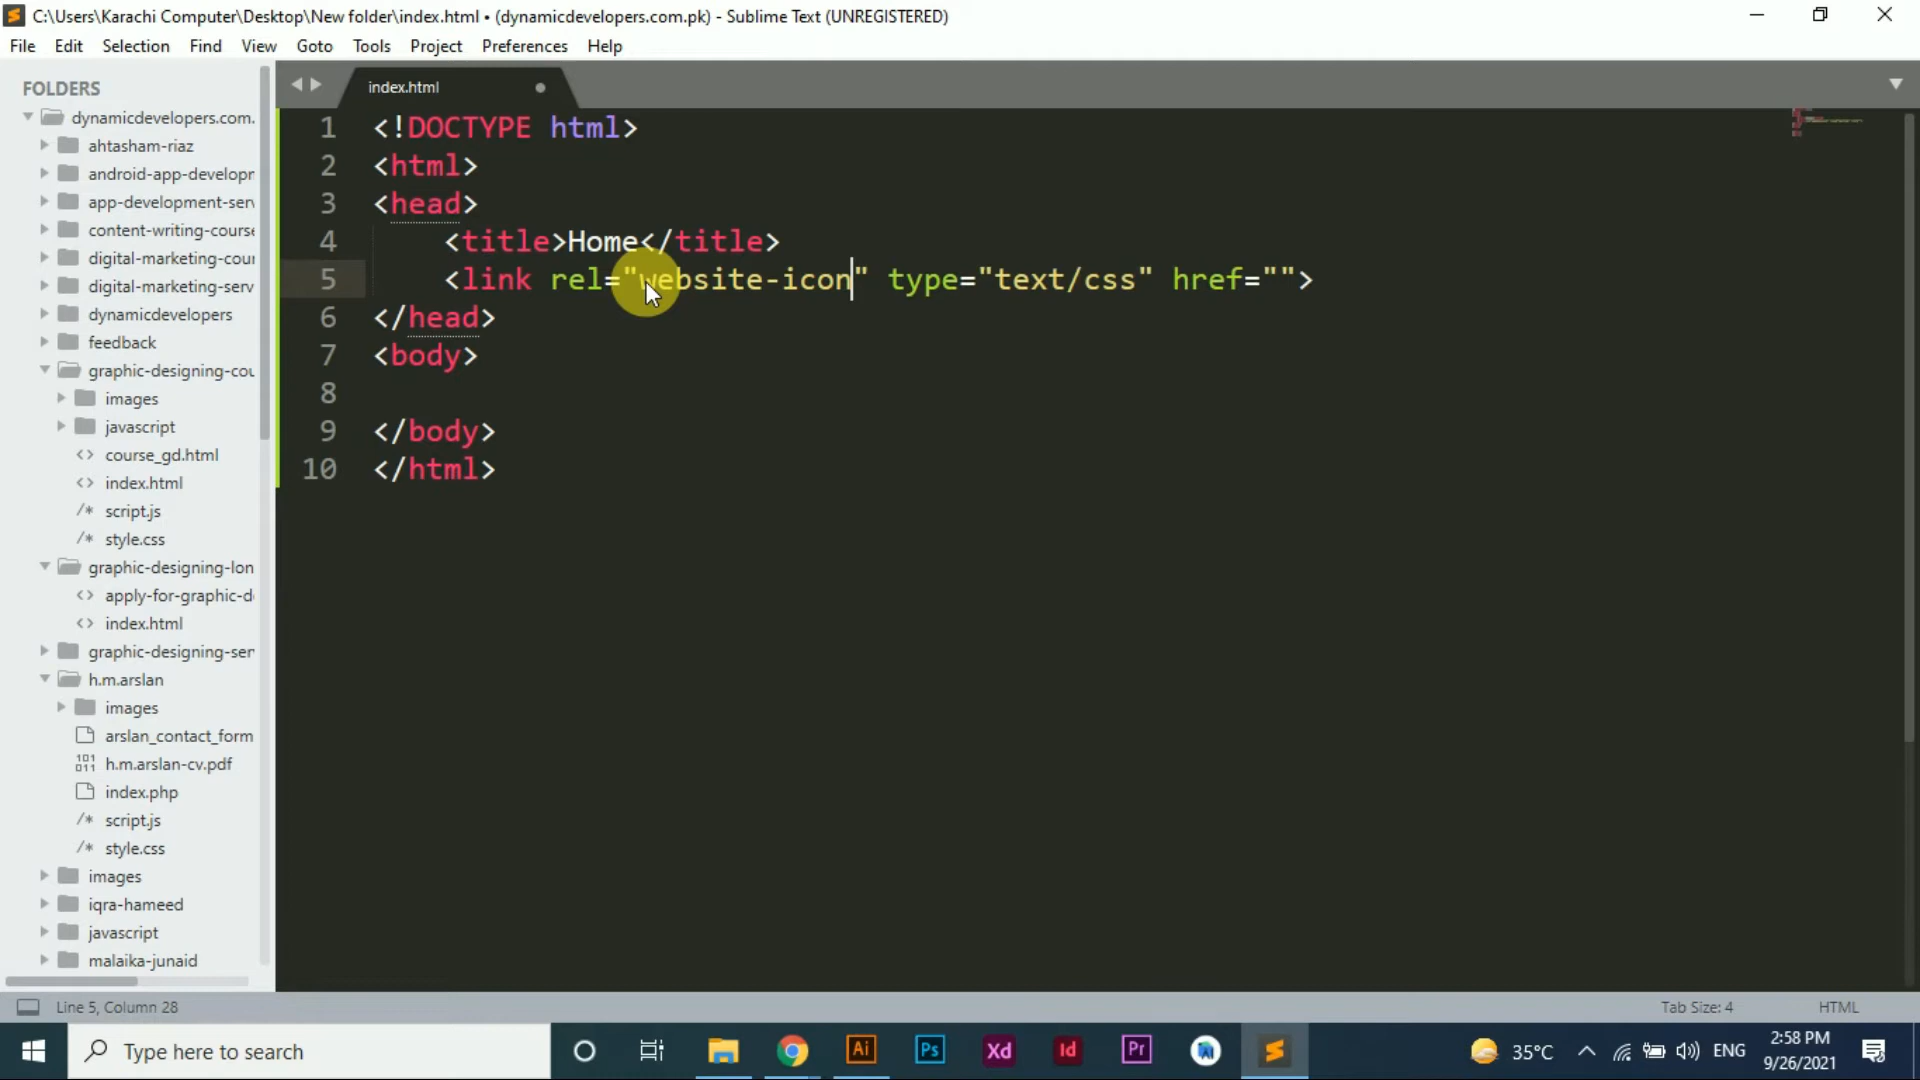 C:\Users\Karachi Computer\Desktop\New folder\index.html • (dynamicdevelopers.com.pk) - Sublime Text (UNREGISTERED)
File Edit Selection Find View Goto Tools Project Preferences Help
FOLDERS
dynamicdevelopers.com.
ahtasham-riaz
android-app-developr
app-development-serv
content-writing-course
digital-marketing-cour
digital-marketing-serv
dynamicdevelopers
feedback
graphic-designing-cou
images
javascript
course_gd.html
index.html
script.js
style.css
graphic-designing-lon
apply-for-graphic-de
index.html
graphic-designing-ser
h.m.arslan
images
arslan_contact_form
h.m.arslan-cv.pdf
index.php
script.js
style.css
images
iqra-hameed
javascript
malaika-junaid
index.html
1 <!DOCTYPE html>
2 <html>
3 <head>
4 <title>Home</title>
5 <link rel="website-icon" type="text/css" href="">
6 </head>
7 <body>
8
9 </body>
10 </html>
Line 5, Column 28
Tab Size: 4 HTML
Type here to search
Ai Ps Xd Id Pr
35°C ENG
2:58 PM
9/26/2021